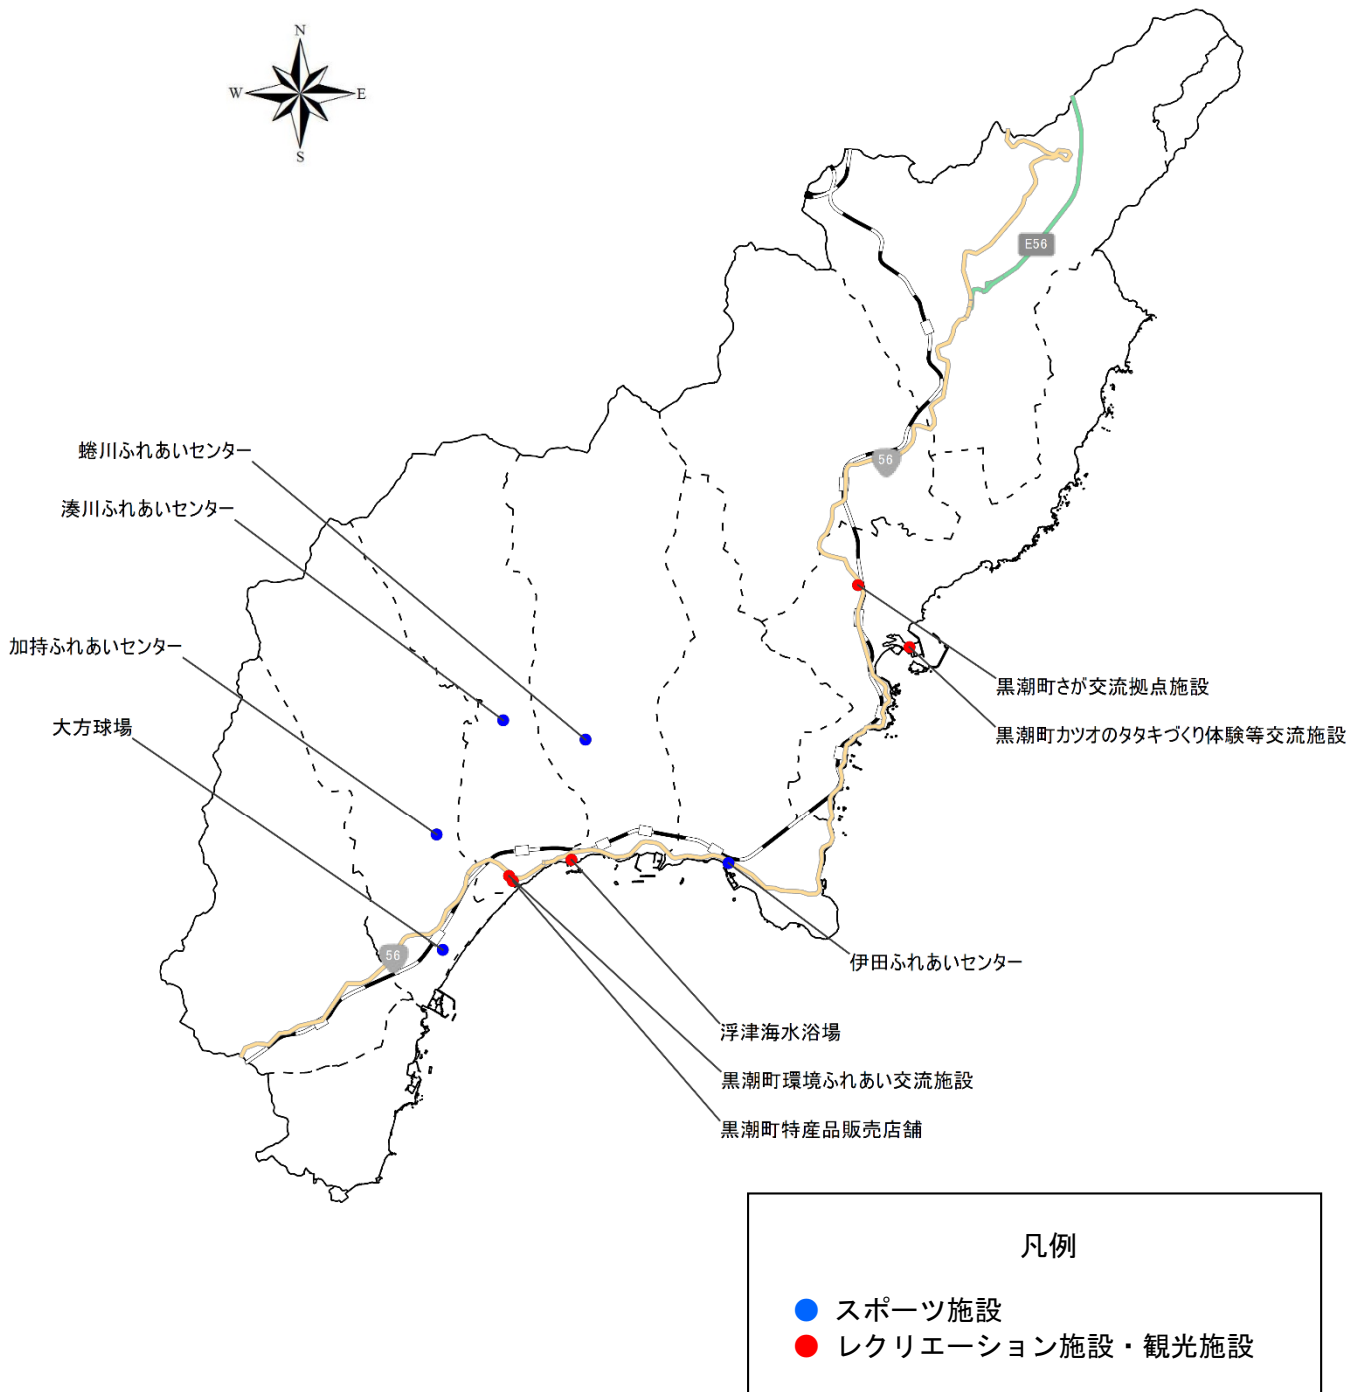 N
W
E
S
E56
蜷川ふれあいセンター
56
湊川ふれあいセンター
加持ふれあいセンター
黒潮町さが交流拠点施設
大方球場
黒潮町カツオのタタキづくり体験等交流施設
56
伊田ふれあいセンター
浮津海水浴場
黒潮町環境ふれあい交流施設
黒潮町特産品販売店舗
凡例
スポーツ施設
レクリエーション施設・観光施設